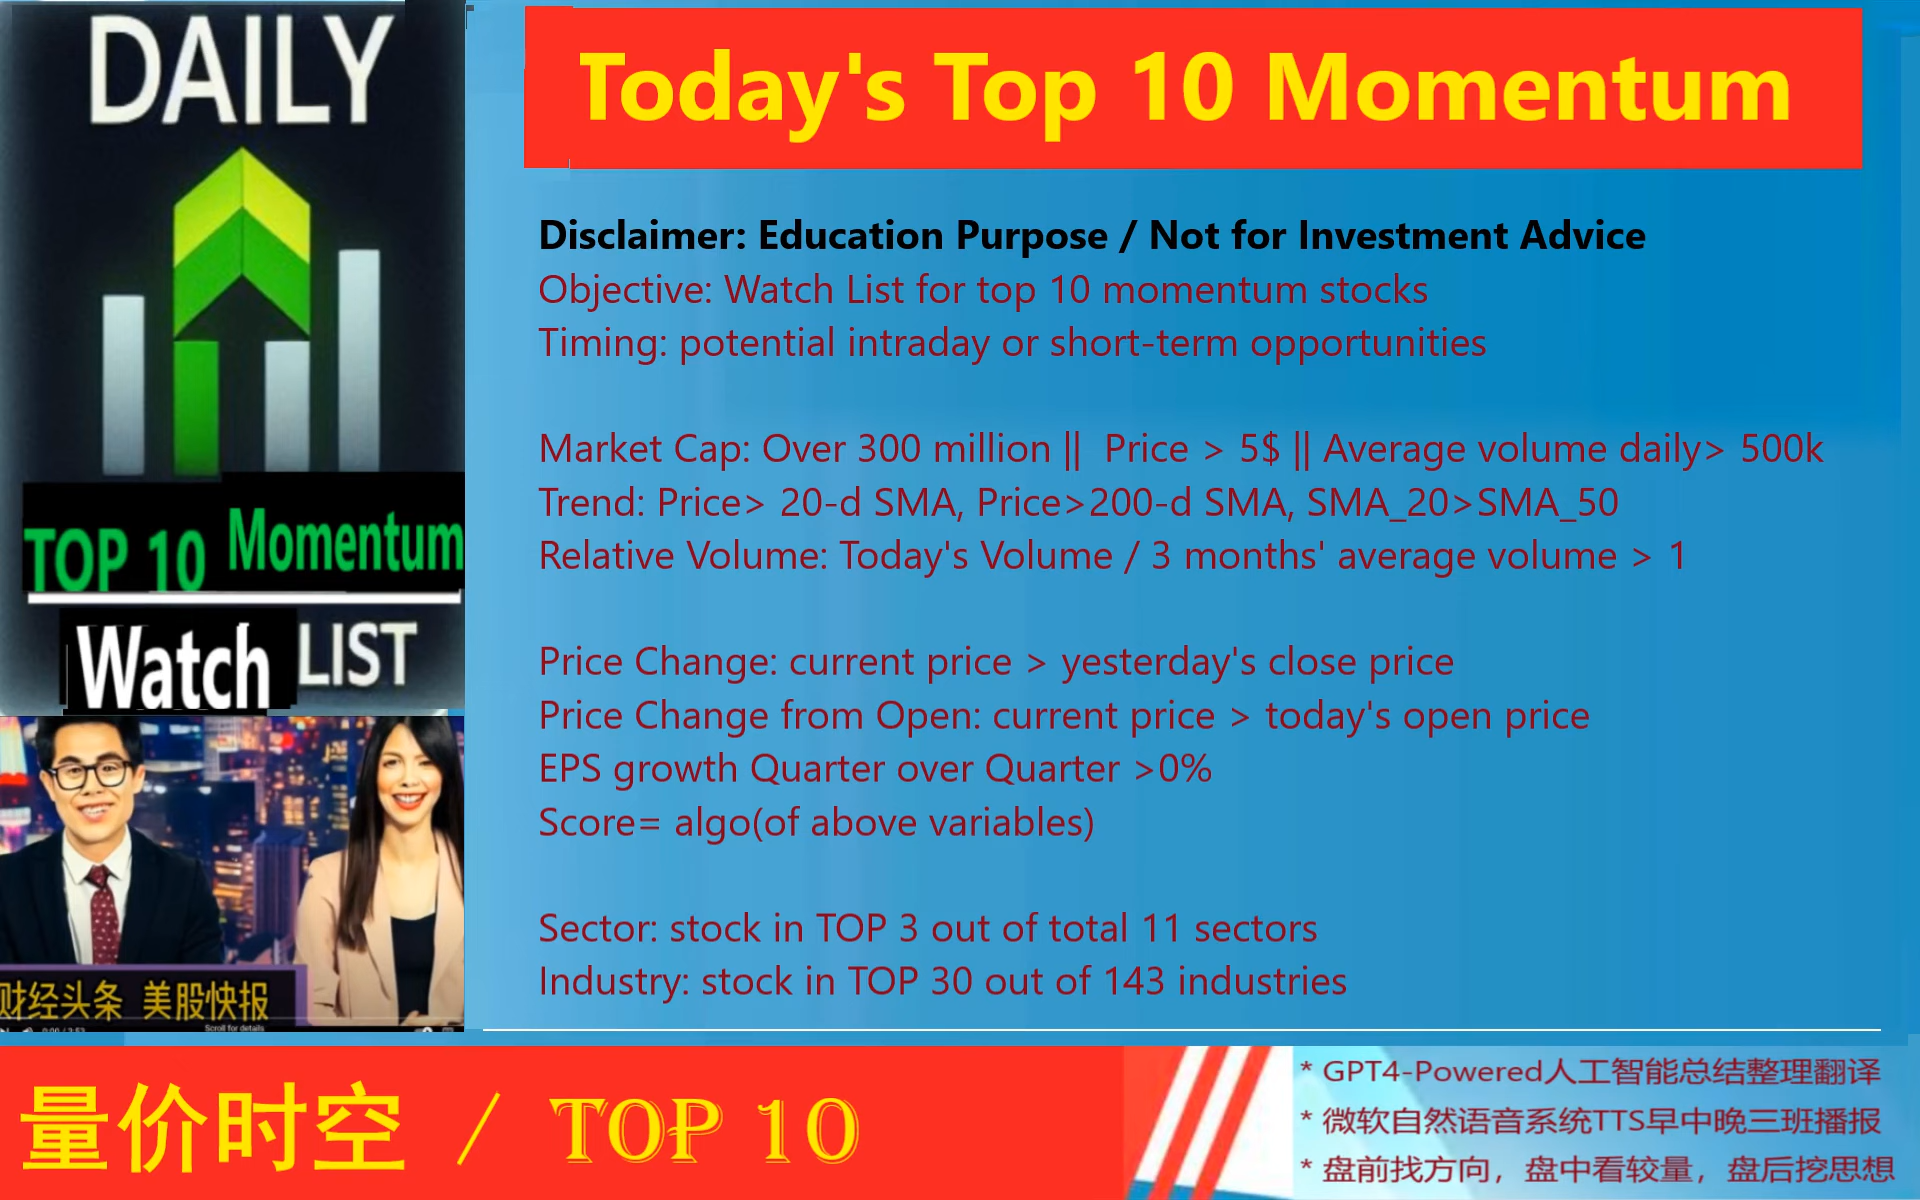 DAILY
TOP 10 Momentum
Watch LIST
财经头条 美股快报
0:00 / 3:53
Scroll for details
Today's Top 10 Momentum
Disclaimer: Education Purpose / Not for Investment Advice
Objective: Watch List for top 10 momentum stocks
Timing: potential intraday or short-term opportunities
Market Cap: Over 300 million || Price > 5$ || Average volume daily> 500k
Trend: Price> 20-d SMA, Price>200-d SMA, SMA_20>SMA_50
Relative Volume: Today's Volume / 3 months' average volume > 1
Price Change: current price > yesterday's close price
Price Change from Open: current price > today's open price
EPS growth Quarter over Quarter >0%
Score= algo(of above variables)
Sector: stock in TOP 3 out of total 11 sectors
Industry: stock in TOP 30 out of 143 industries
量价时空 / TOP 10
* GPT4-Powered人工智能总结整理翻译
* 微软自然语音系统TTS早中晚三班播报
* 盘前找方向，盘中看较量，盘后挖思想